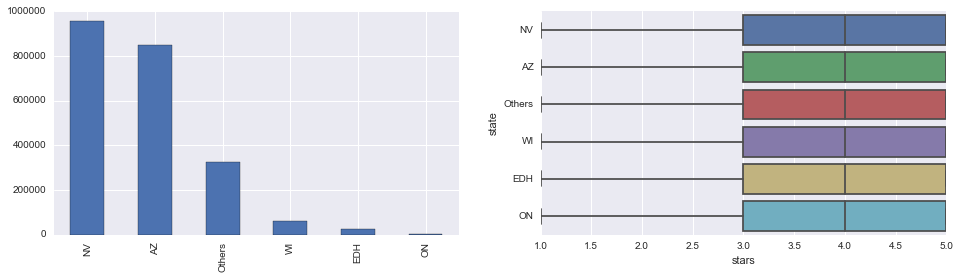 1000000
800000
600000
400000
200000
0
NV
AZ
Others
WI
EDH
ON
state
NV
AZ
Others
WI
EDH
ON
1.0 1.5 2.0 2.5 3.0 3.5 4.0 4.5 5.0
stars